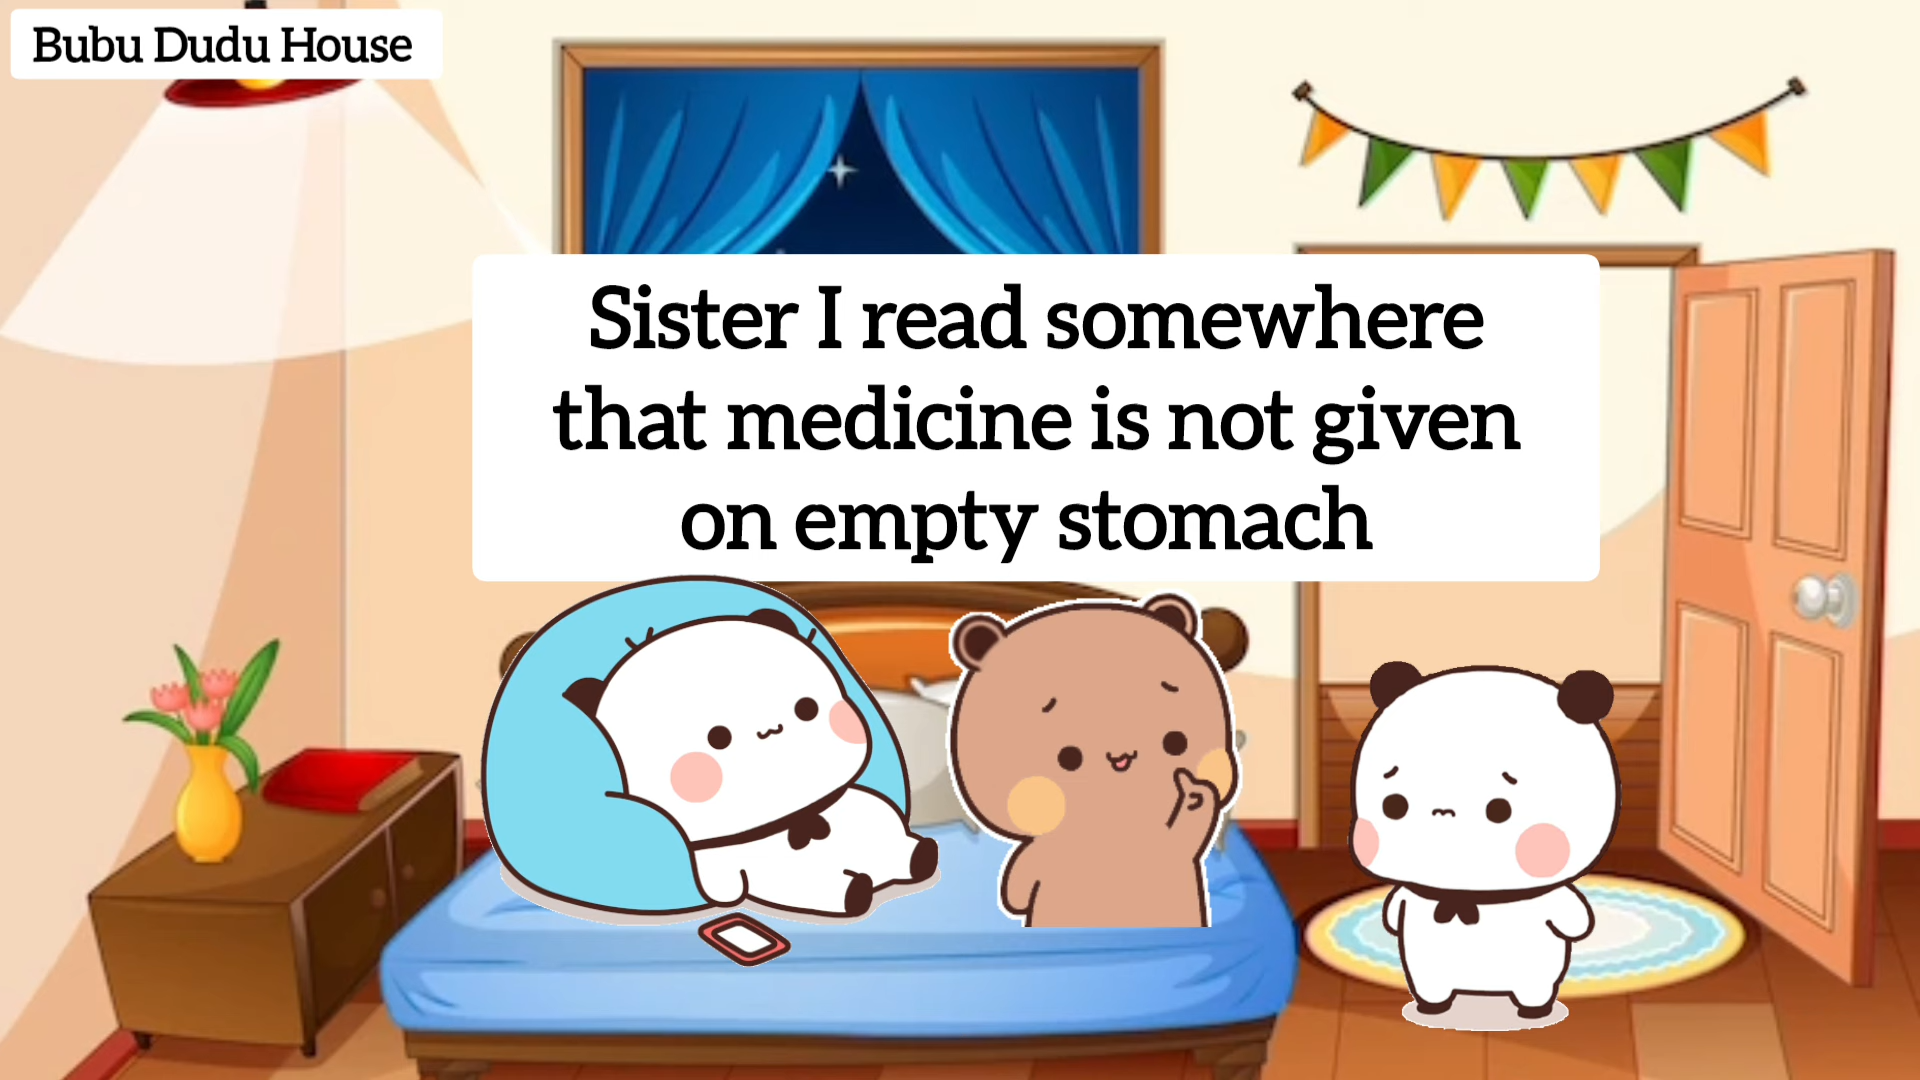 Bubu Dudu House
Sister I read somewhere
that medicine is not given
on empty stomach